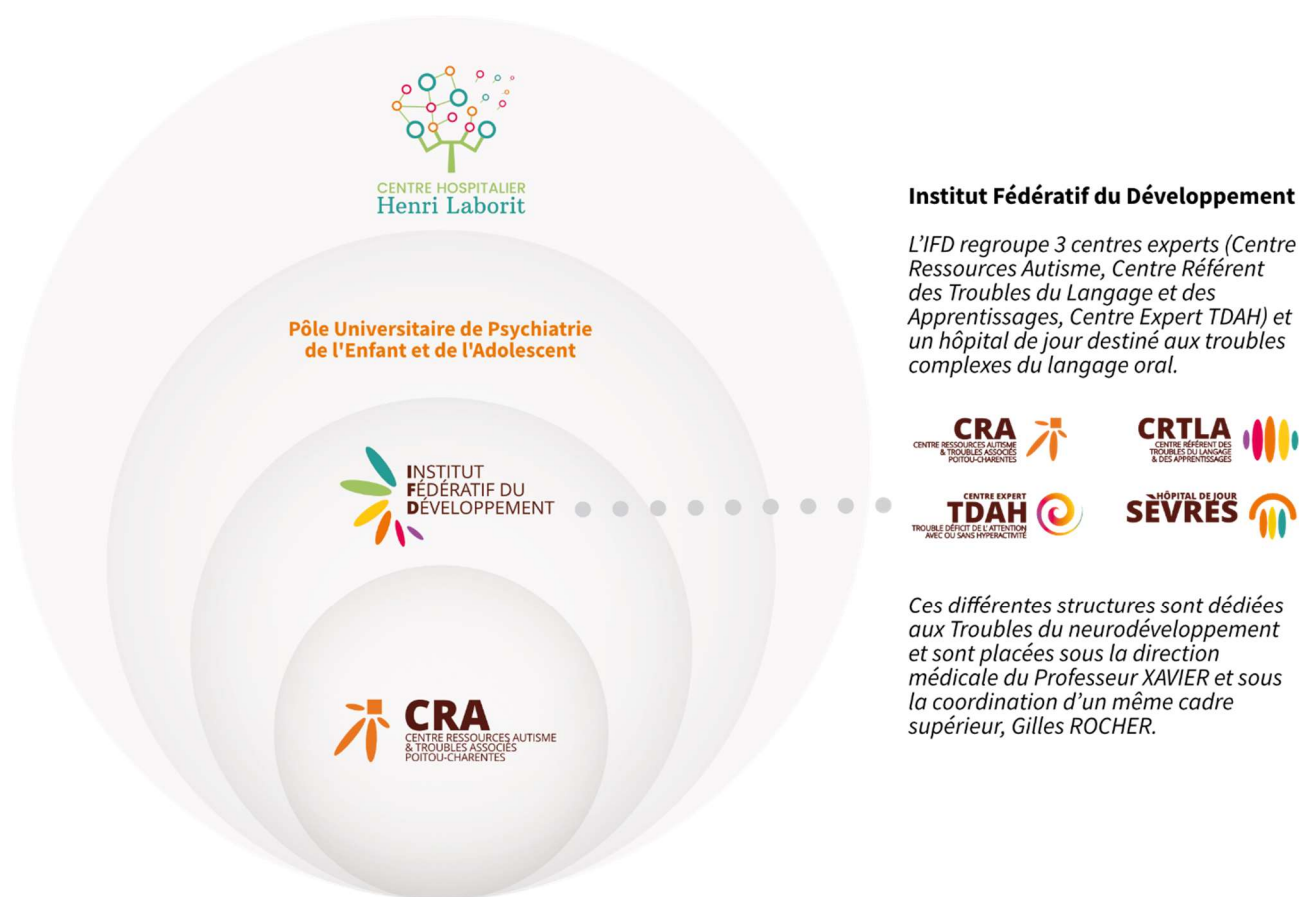 CENTRE HOSPITALIER
Henri Laborit
Pôle Universitaire de Psychiatrie
de l'Enfant et de l'Adolescent
INSTITUT
FÉDÉRATIF DU
DÉVELOPPEMENT
CRA
CENTRE RESSOURCES AUTISME
& TROUBLES ASSOCIÉS
POITOU-CHARENTES
Institut Fédératif du Développement
L'IFD regroupe 3 centres experts (Centre
Ressources Autisme, Centre Référent
des Troubles du Langage et des
Apprentissages, Centre Expert TDAH) et
un hôpital de jour destiné aux troubles
complexes du langage oral.
CRA
CENTRE RESSOURCES AUTISME
& TROUBLES ASSOCIÉS
POITOU-CHARENTES
CRTLA
CENTRE RÉFÉRENT DES
TROUBLES DU LANGAGE
& DES APPRENTISSAGES
CENTRE EXPERT
TDAH
TROUBLE DÉFICIT DE L'ATTENTION
AVEC OU SANS HYPERACTIVITÉ
HÔPITAL DE JOUR
SÈVRES
Ces différentes structures sont dédiées
aux Troubles du neurodéveloppement
et sont placées sous la direction
médicale du Professeur XAVIER et sous
la coordination d'un même cadre
supérieur, Gilles ROCHER.